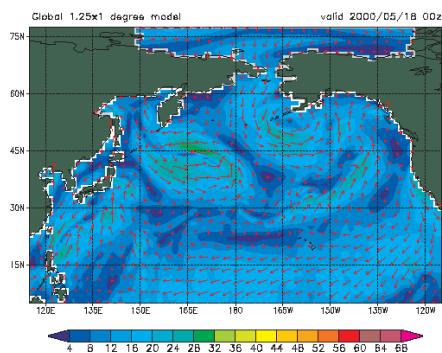 Global 1.25x1 degree model valid 2000/05/18 00z
75N
60N
45N
30N
15N
120E 135E 150E 165E 180 165W 150W 135W 120W
4 8 12 16 20 24 28 32 36 40 44 48 52 56 60 64 68